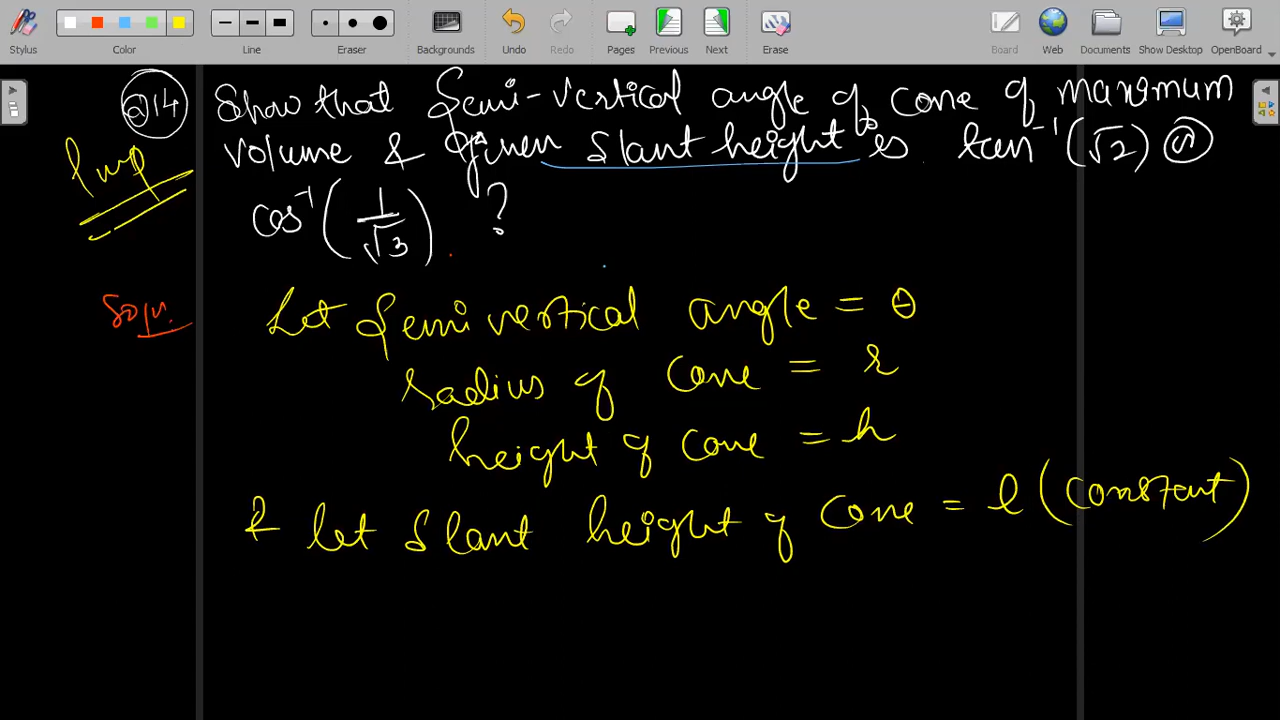 Stylus Color Line Eraser Backgrounds Undo Redo Pages Previous Next Erase Board Web Documents Show Desktop OpenBoard
Q14 Show that Semi-vertical angle of cone of maximum
Imp volume & given slant height is tan⁻¹(√2) or
cos⁻¹(1/√3) ?
Soln. Let Semi vertical angle = θ
radius of cone = r
height of cone = h
& let slant height of cone = l (constant)